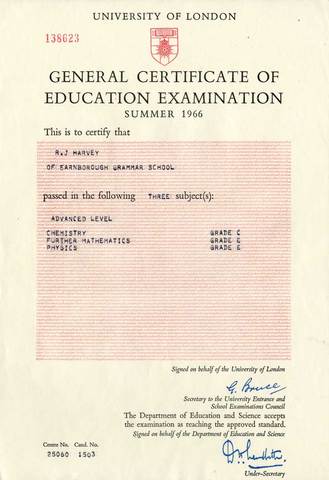 UNIVERSITY OF LONDON
138623
GENERAL CERTIFICATE OF
EDUCATION EXAMINATION
SUMMER 1966
This is to certify that
R.J HARVEY
OF FARNBOROUGH GRAMMAR SCHOOL
passed in the following THREE subject(s):
ADVANCED LEVEL
CHEMISTRY GRADE C
FURTHER MATHEMATICS GRADE E
PHYSICS GRADE E
Signed on behalf of the University of London
G. Bruce
Secretary to the University Entrance and
School Examinations Council
The Department of Education and Science accepts
the examination as reaching the approved standard.
Signed on behalf of the Department of Education and Science
Centre No. Cand. No.
25060 1503
Under-Secretary